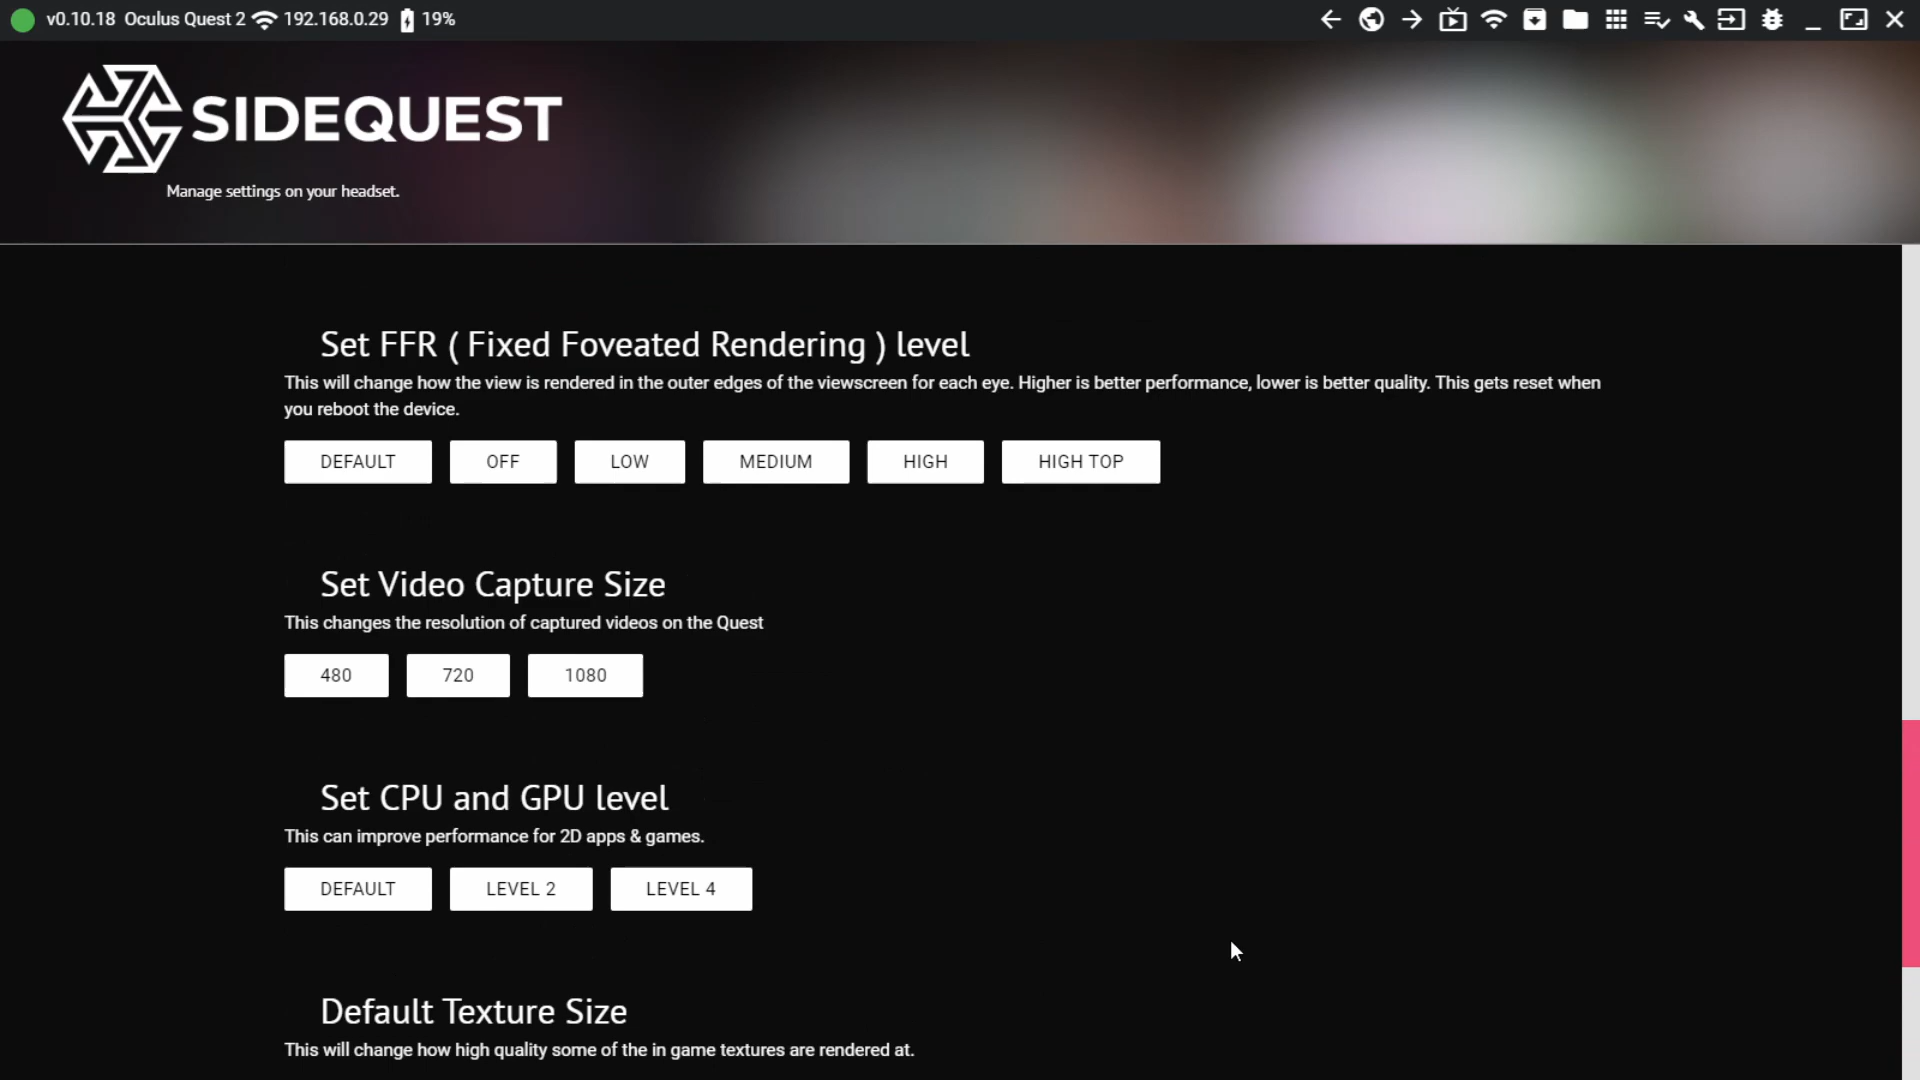 v0.10.18 Oculus Quest 2 192.168.0.29 19%
SIDEQUEST
Manage settings on your headset.
Set FFR ( Fixed Foveated Rendering ) level
This will change how the view is rendered in the outer edges of the viewscreen for each eye. Higher is better performance, lower is better quality. This gets reset when
you reboot the device.
DEFAULT OFF LOW MEDIUM HIGH HIGH TOP
Set Video Capture Size
This changes the resolution of captured videos on the Quest
480 720 1080
Set CPU and GPU level
This can improve performance for 2D apps & games.
DEFAULT LEVEL 2 LEVEL 4
Default Texture Size
This will change how high quality some of the in game textures are rendered at.